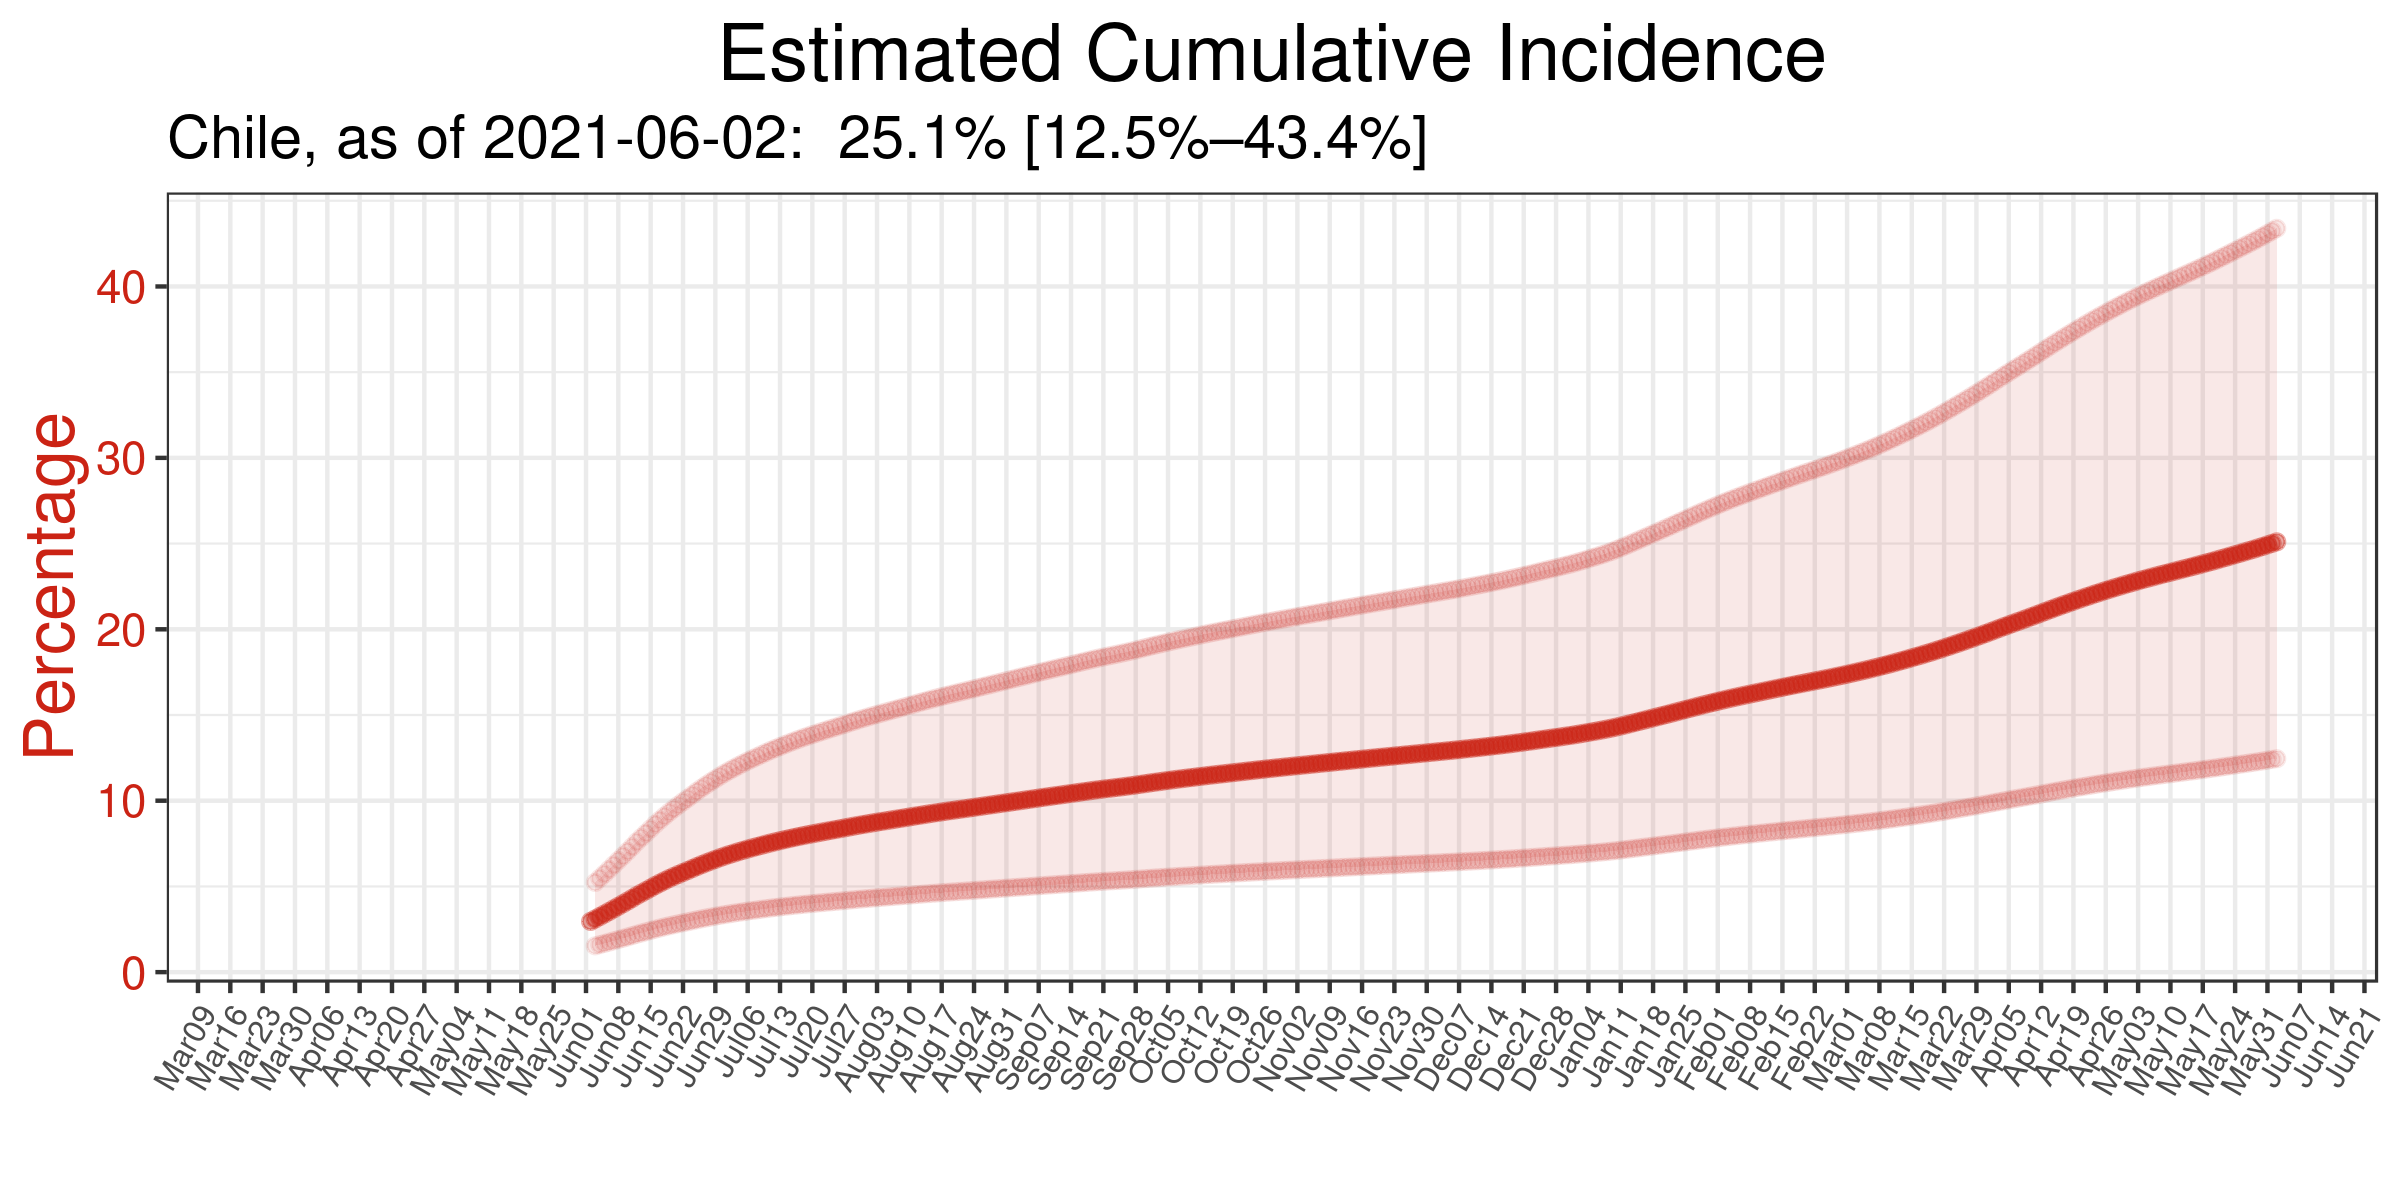 Estimated Cumulative Incidence
Chile, as of 2021-06-02:  25.1% [12.5%–43.4%]
Percentage
40
30
20
10
0
Mar09
Mar16
Mar23
Mar30
Apr06
Apr13
Apr20
Apr27
May04
May11
May18
May25
Jun01
Jun08
Jun15
Jun22
Jun29
Jul06
Jul13
Jul20
Jul27
Aug03
Aug10
Aug17
Aug24
Aug31
Sep07
Sep14
Sep21
Sep28
Oct05
Oct12
Oct19
Oct26
Nov02
Nov09
Nov16
Nov23
Nov30
Dec07
Dec14
Dec21
Dec28
Jan04
Jan11
Jan18
Jan25
Feb01
Feb08
Feb15
Feb22
Mar01
Mar08
Mar15
Mar22
Mar29
Apr05
Apr12
Apr19
Apr26
May03
May10
May17
May24
May31
Jun07
Jun14
Jun21